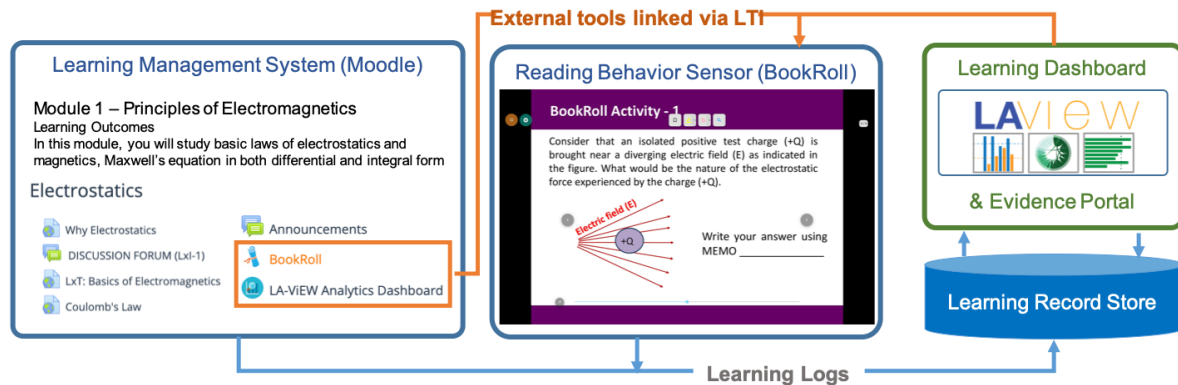 External tools linked via LTI
Learning Management System (Moodle)
Module 1 – Principles of Electromagnetics
Learning Outcomes
In this module, you will study basic laws of electrostatics and
magnetics, Maxwell's equation in both differential and integral form
Electrostatics
Why Electrostatics
DISCUSSION FORUM (LxI-1)
LxT: Basics of Electromagnetics
Coulomb's Law
Announcements
BookRoll
LA-ViEW Analytics Dashboard
Reading Behavior Sensor (BookRoll)
BookRoll Activity - 1
Consider that an isolated positive test charge (+Q) is
brought near a diverging electric field (E) as indicated in
the figure. What would be the nature of the electrostatic
force experienced by the charge (+Q).
Electric field (E)
+Q
Write your answer using
MEMO ____________
Learning Dashboard
LAVIEW
& Evidence Portal
Learning Record Store
Learning Logs